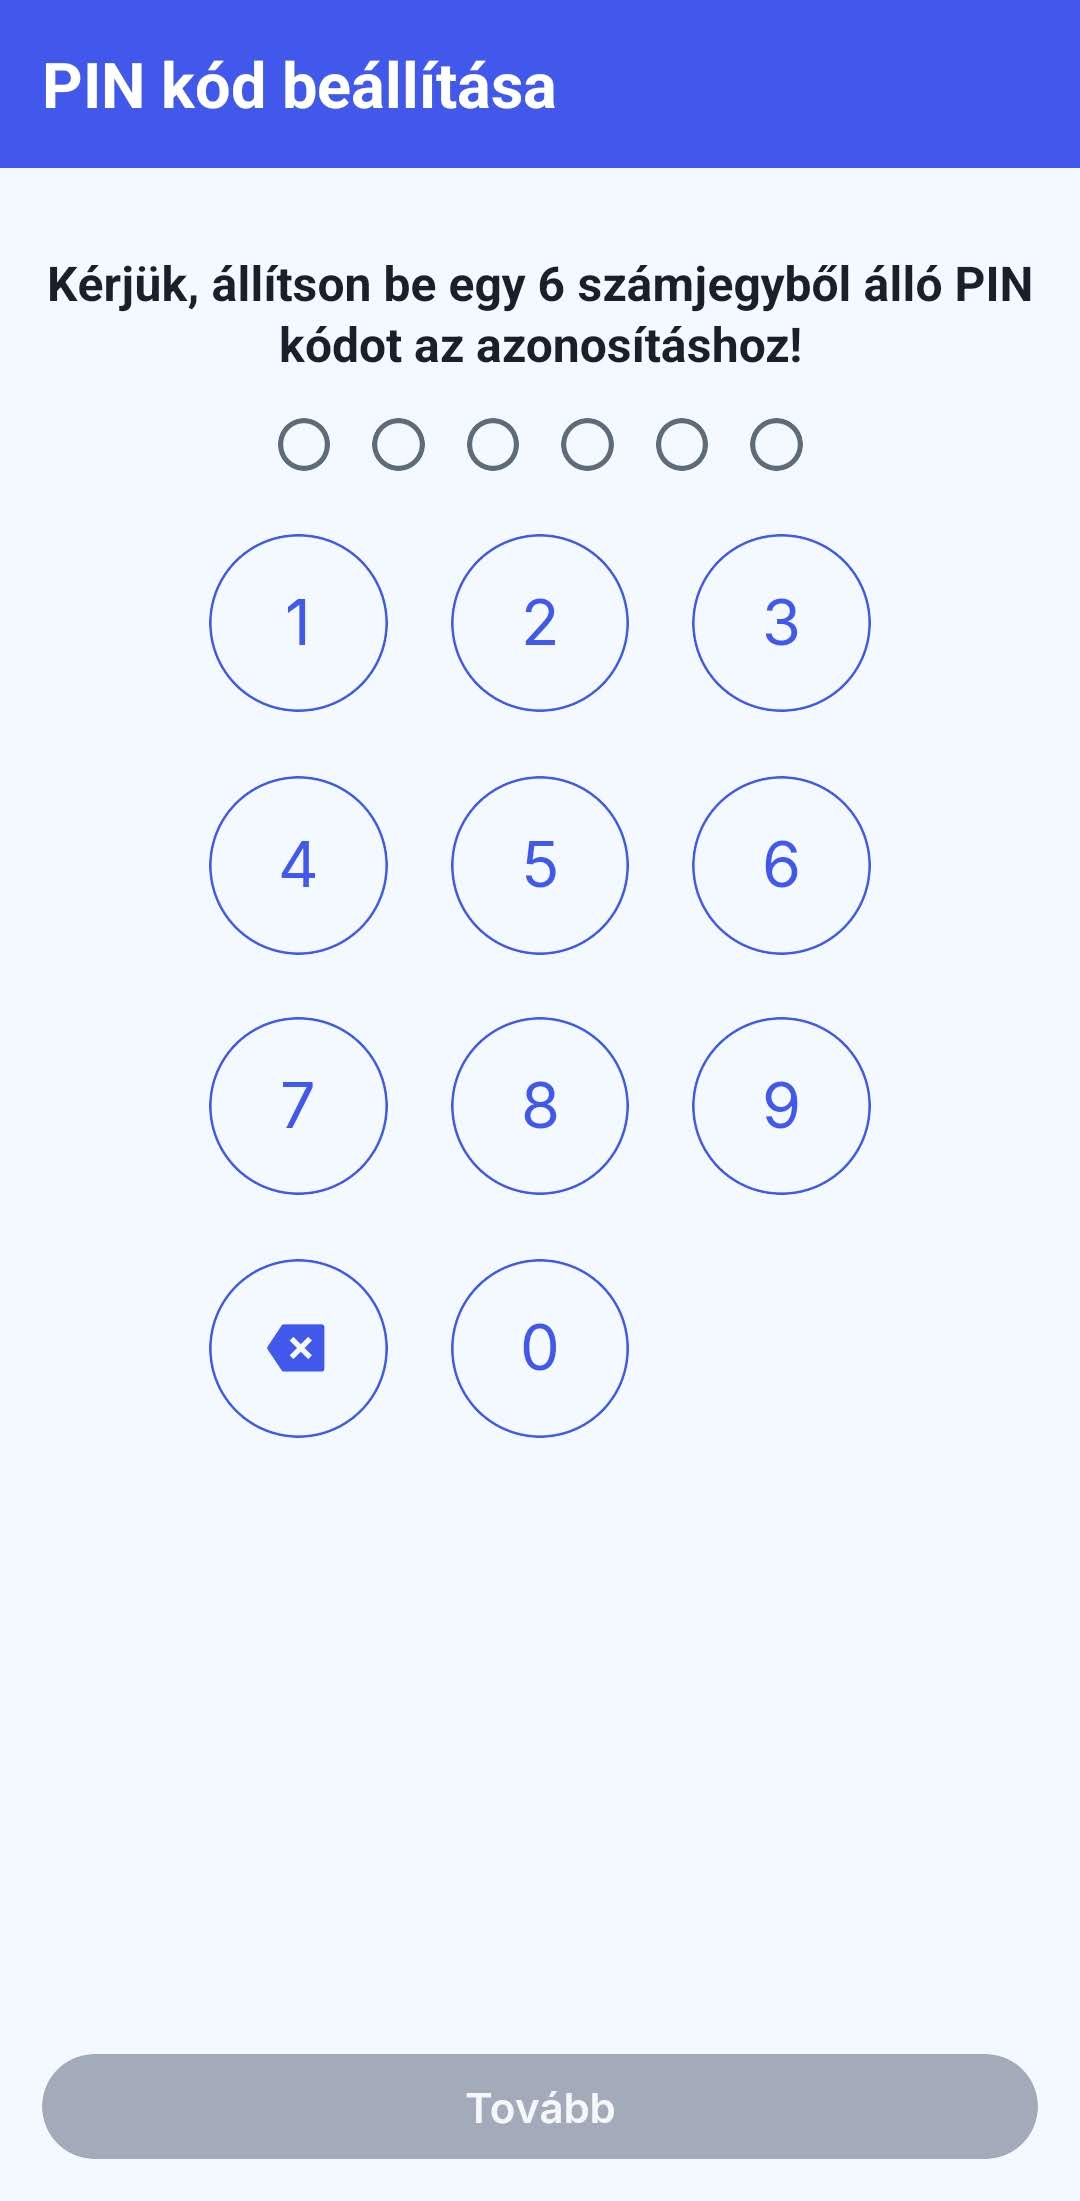 PIN kód beállítása
Kérjük, állítson be egy 6 számjegyből álló PIN
kódot az azonosításhoz!
1 2 3
4 5 6
7 8 9
0
Tovább